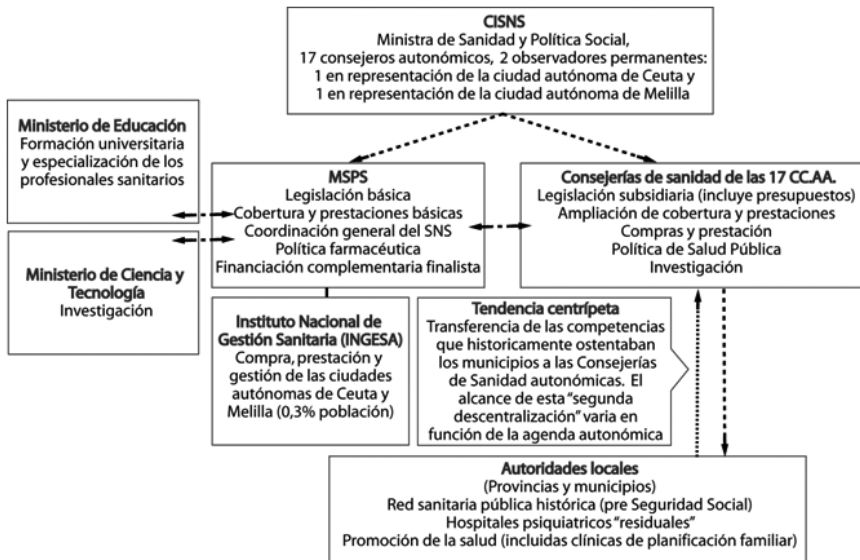 CISNS
Ministra de Sanidad y Política Social,
17 consejeros autonómicos, 2 observadores permanentes:
1 en representación de la ciudad autónoma de Ceuta y
1 en representación de la ciudad autónoma de Melilla
Ministerio de Educación
Formación universitaria
y especialización de los
profesionales sanitarios
MSPS
Legislación básica
Cobertura y prestaciones básicas
Coordinación general del SNS
Política farmacéutica
Financiación complementaria finalista
Consejerías de sanidad de las 17 CC.AA.
Legislación subsidiaria (incluye presupuestos)
Ampliación de cobertura y prestaciones
Compras y prestación
Política de Salud Pública
Investigación
Ministerio de Ciencia y
Tecnología
Investigación
Instituto Nacional de
Gestión Sanitaria (INGESA)
Compra, prestación y
gestión de las ciudades
autónomas de Ceuta y
Melilla (0,3% población)
Tendencia centrípeta
Transferencia de las competencias
que historicamente ostentaban
los municipios a las Consejerías
de Sanidad autonómicas. El
alcance de esta "segunda
descentralización" varia en
función de la agenda autonómica
Autoridades locales
(Provincias y municipios)
Red sanitaria pública histórica (pre Seguridad Social)
Hospitales psiquiatricos "residuales"
Promoción de la salud (incluidas clínicas de planificación familiar)